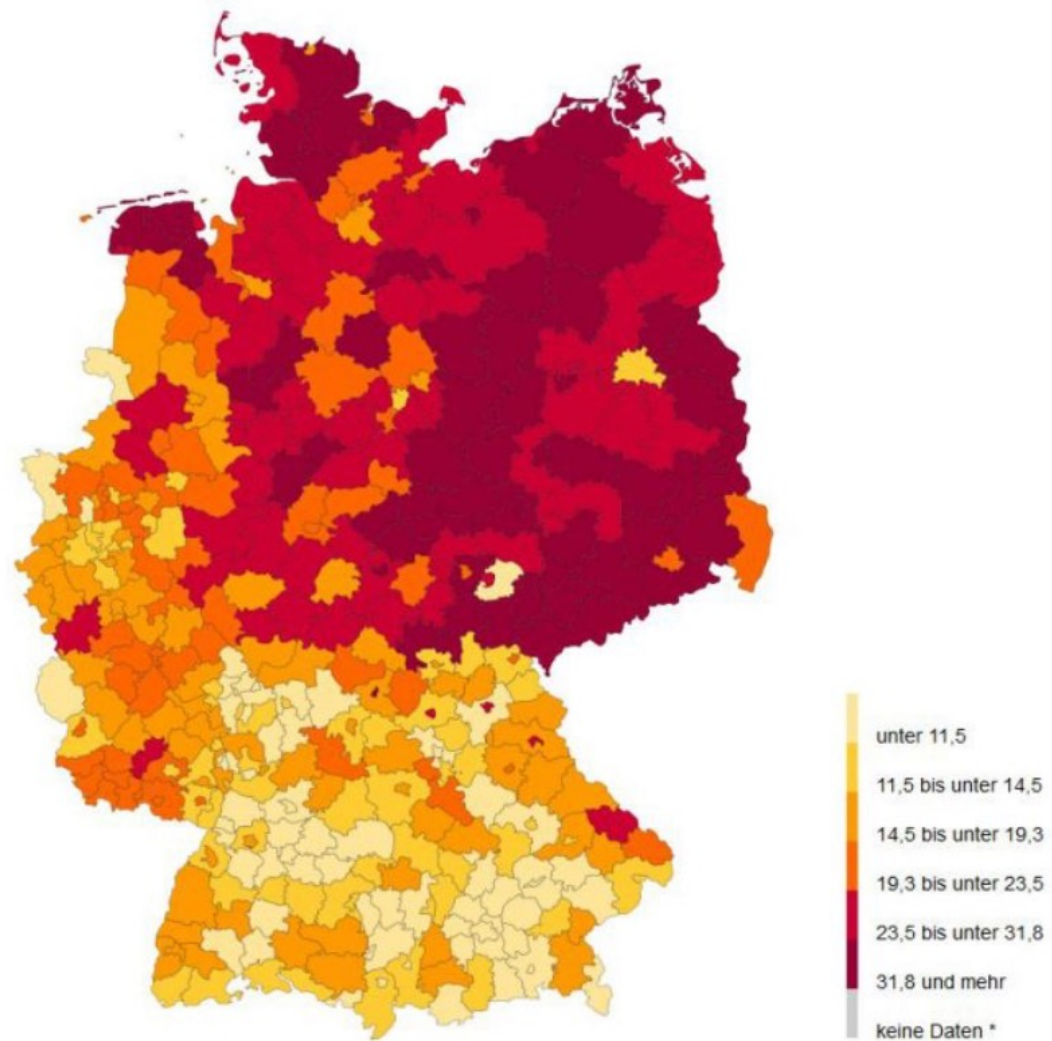 unter 11,5
11,5 bis unter 14,5
14,5 bis unter 19,3
19,3 bis unter 23,5
23,5 bis unter 31,8
31,8 und mehr
keine Daten *